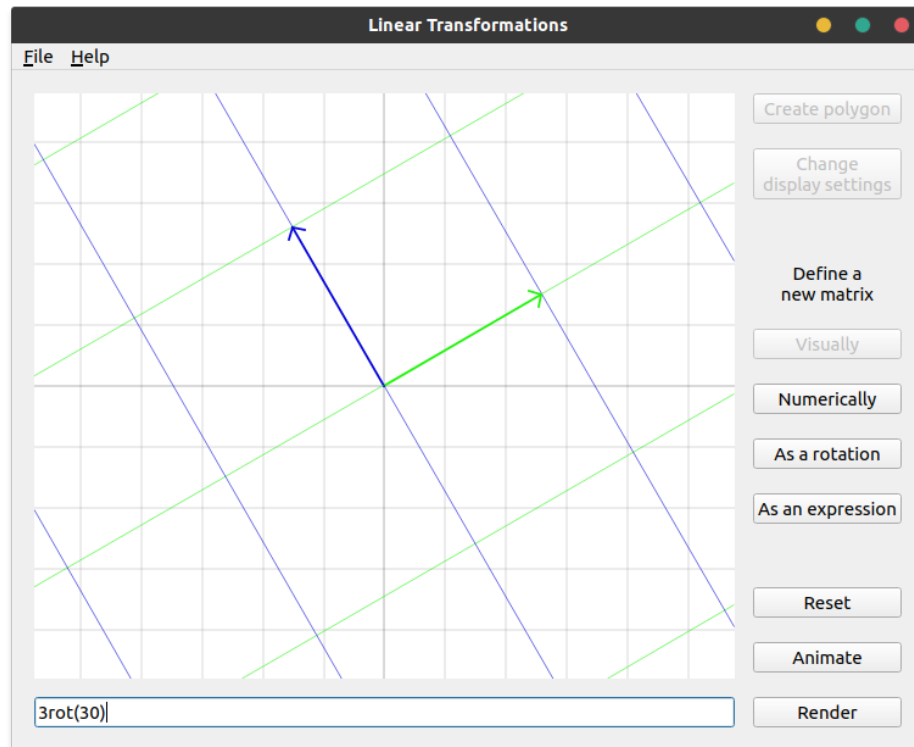 Linear Transformations
File Help
Create polygon
Change
display settings
Define a
new matrix
Visually
Numerically
As a rotation
As an expression
Reset
Animate
3rot(30)
Render